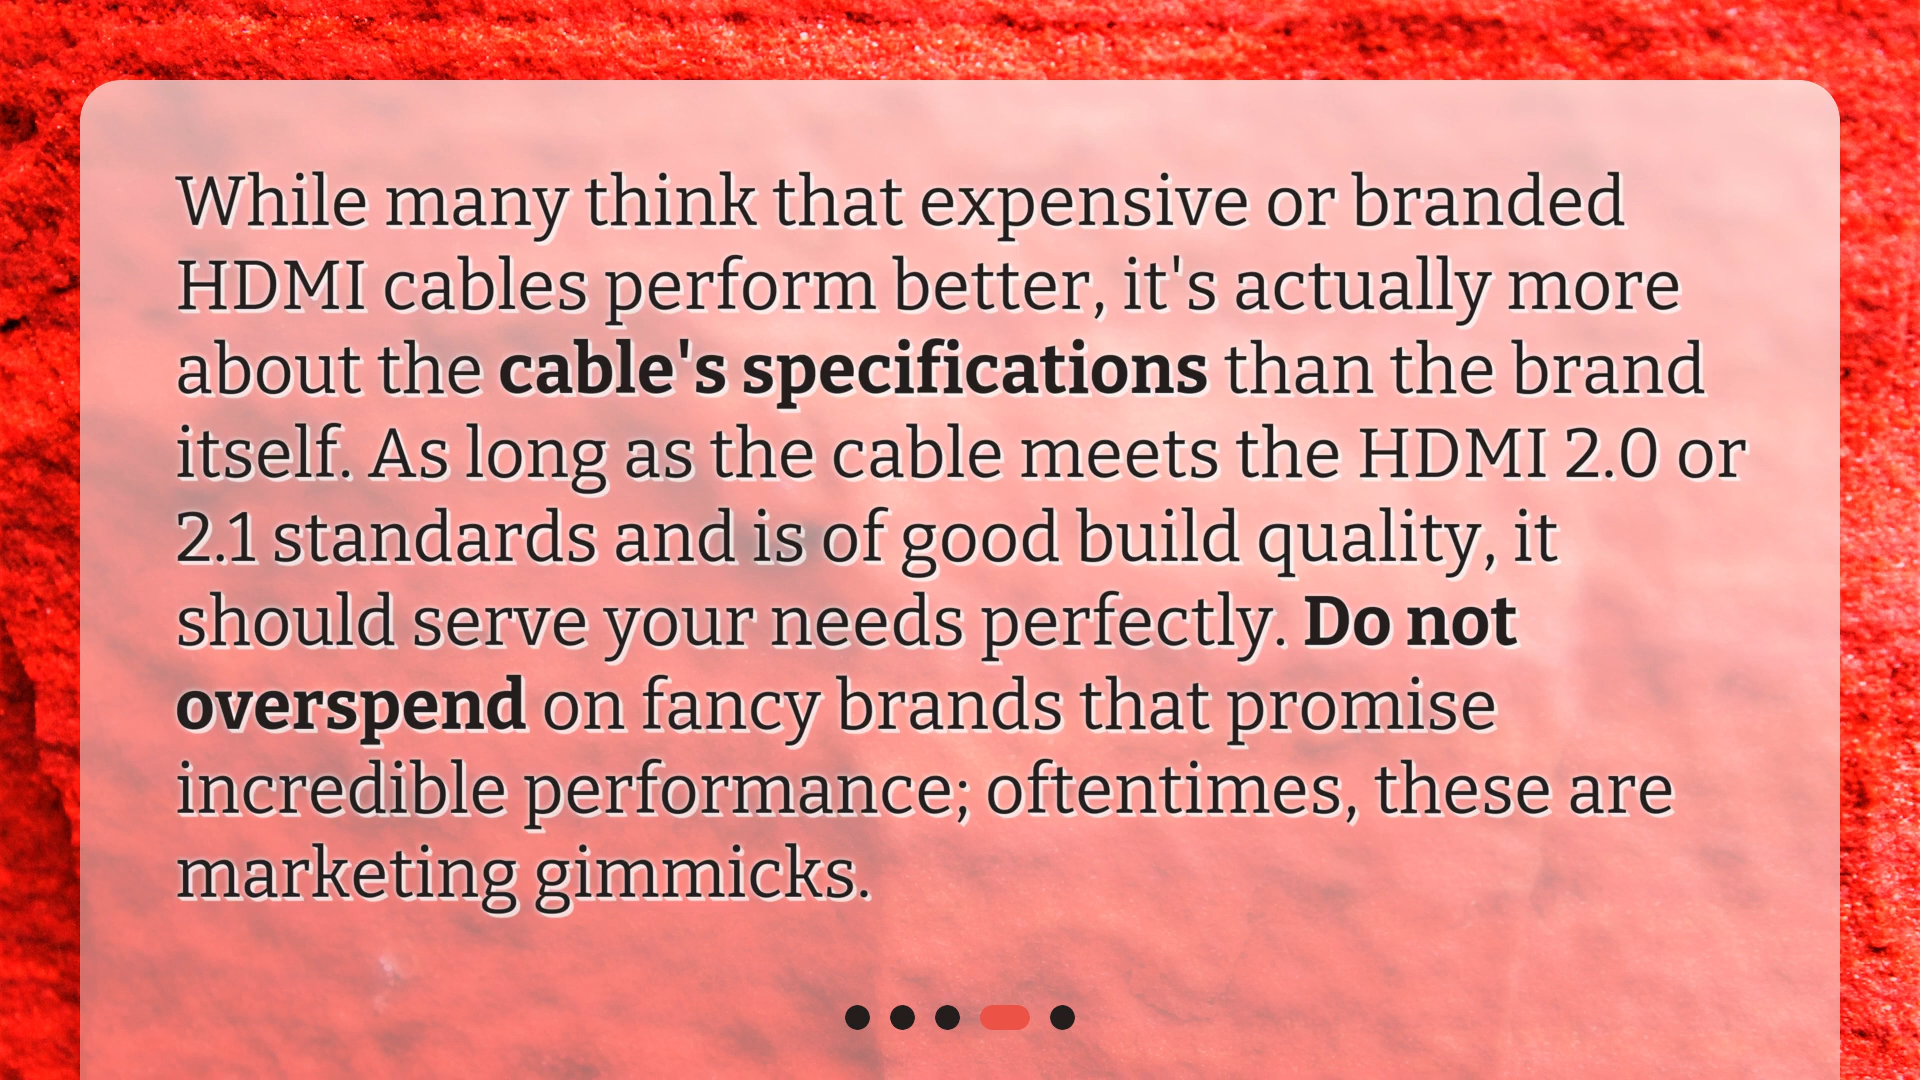 While many think that expensive or branded
HDMI cables perform better, it's actually more
about the cable's specifications than the brand
itself. As long as the cable meets the HDMI 2.0 or
2.1 standards and is of good build quality, it
should serve your needs perfectly. Do not
overspend on fancy brands that promise
incredible performance; oftentimes, these are
marketing gimmicks.